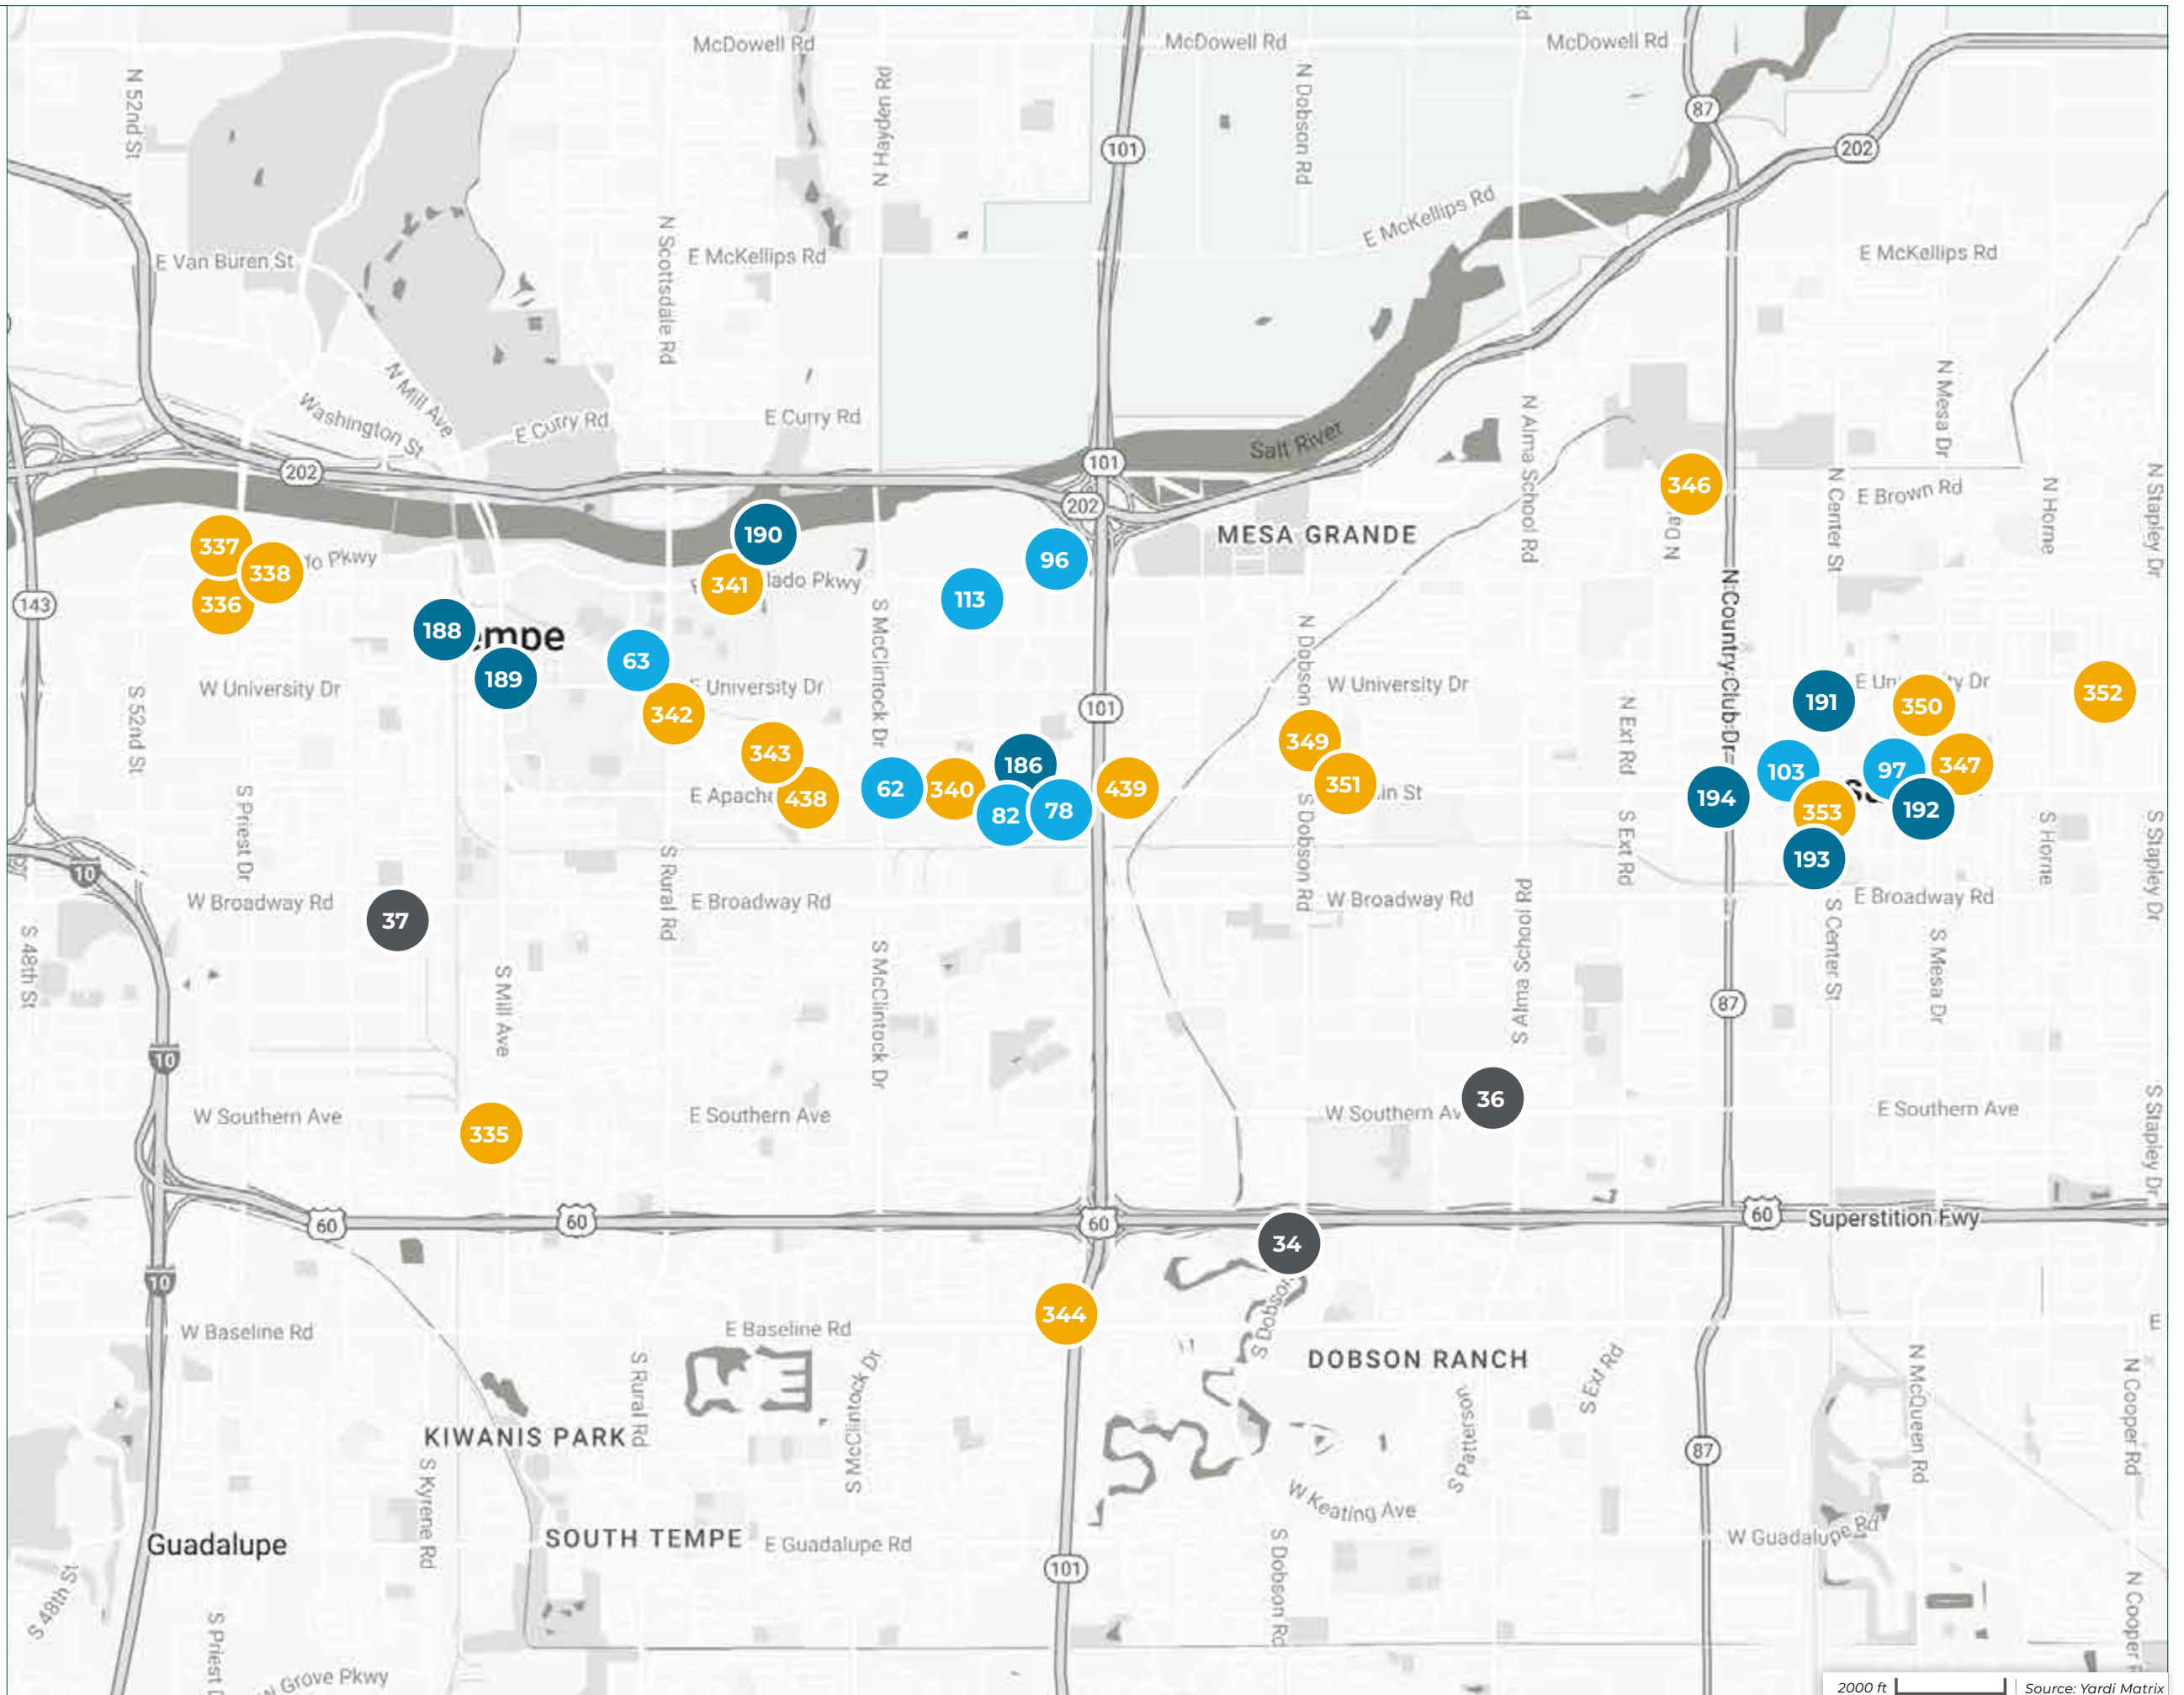 McDowell Rd
McDowell Rd
McDowell Rd
N 52nd St
N Hayden Rd
N Dobson Rd
87
101
202
E McKellips Rd
N Scottsdale Rd
E Van Buren St
E McKellips Rd
E McKellips Rd
N Mill Ave
Washington St
E Curry Rd
E Curry Rd
N Alma School Rd
N Mesa Dr
Salt River
202
101
202
346
N Center St
E Brown Rd
N Horne
N Stapley Dr
MESA GRANDE
337
338
336
190
341
96
113
143
188
189
63
342
S McClintock Dr
N Dobson
N Country Club Dr
W University Dr
E University Dr
W University Dr
S 52nd St
101
N Ext Rd
191
350
352
343
E Apache
438
62
340
186
82
78
439
349
351
194
103
97
347
353
192
193
S Priest Dr
S Dobson Rd
S Ext Rd
S Horne
S Stapley Dr
10
S Rural Rd
W Broadway Rd
37
E Broadway Rd
W Broadway Rd
E Broadway Rd
S 48th St
S Mill Ave
S McClintock Dr
S Alma School Rd
S Center St
S Mesa Dr
87
10
W Southern Ave
335
E Southern Ave
W Southern Av
36
E Southern Ave
S Stapley Dr
60
60
60
60
Superstition Fwy
34
10
344
W Baseline Rd
E Baseline Rd
S Dobson
DOBSON RANCH
S Rural Rd
S McClintock Dr
S Ext Rd
N McQueen Rd
N Cooper Rd
KIWANIS PARK
S Patterson
87
S Kyrene Rd
W Keating Ave
Guadalupe
SOUTH TEMPE
E Guadalupe Rd
W Guadalupe Rd
101
S 48th St
S Priest D
S Dobson Rd
N Cooper R
W Grove Pkwy
2000 ft
Source: Yardi Matrix